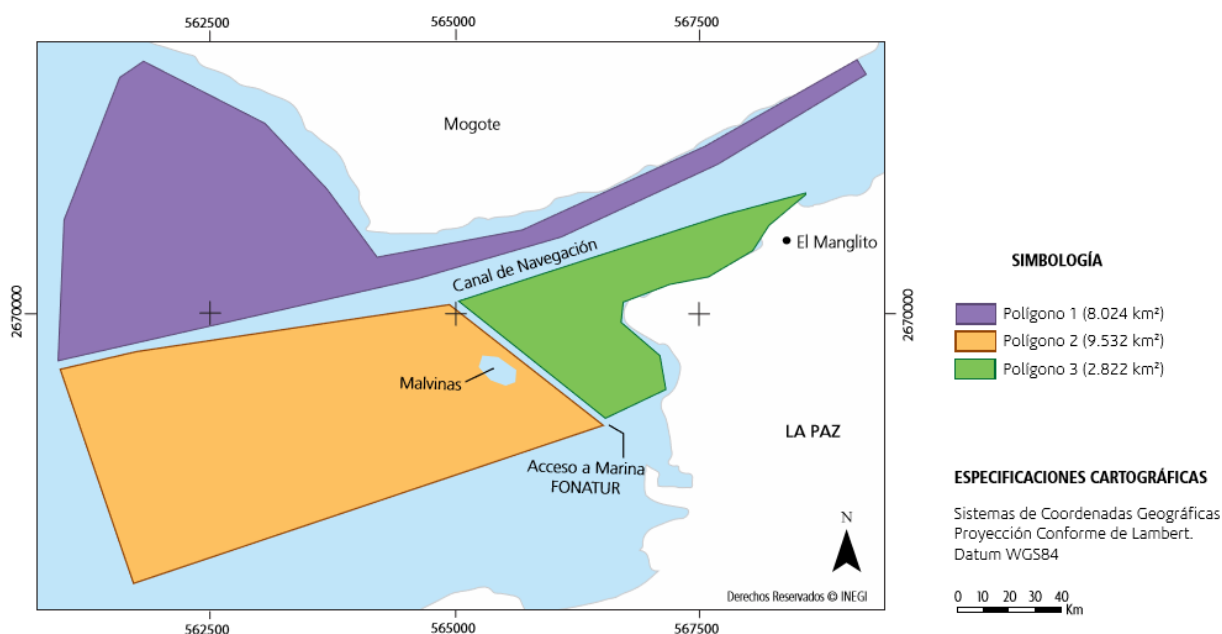 562500
565000
567500
Mogote
El Manglito
Canal de Navegación
2670000
2670000
Malvinas
LA PAZ
Acceso a Marina
FONATUR
N
Derechos Reservados © INEGI
562500
565000
567500
SIMBOLOGÍA
Polígono 1 (8.024 km²)
Polígono 2 (9.532 km²)
Polígono 3 (2.822 km²)
ESPECIFICACIONES CARTOGRÁFICAS
Sistemas de Coordenadas Geográficas
Proyección Conforme de Lambert.
Datum WGS84
0 10 20 30 40
Km